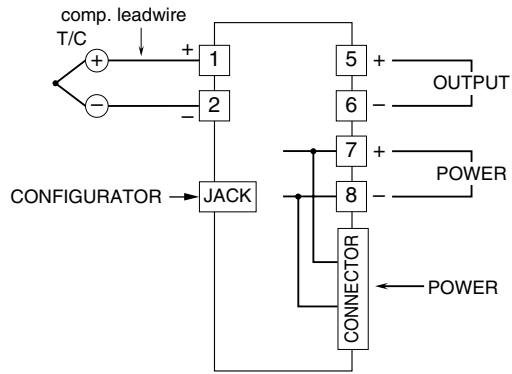 comp. leadwire
T/C
+ 1
+
2
−
−
5 +
OUTPUT
6 −
7 +
POWER
8 −
CONFIGURATOR
JACK
CONNECTOR
POWER